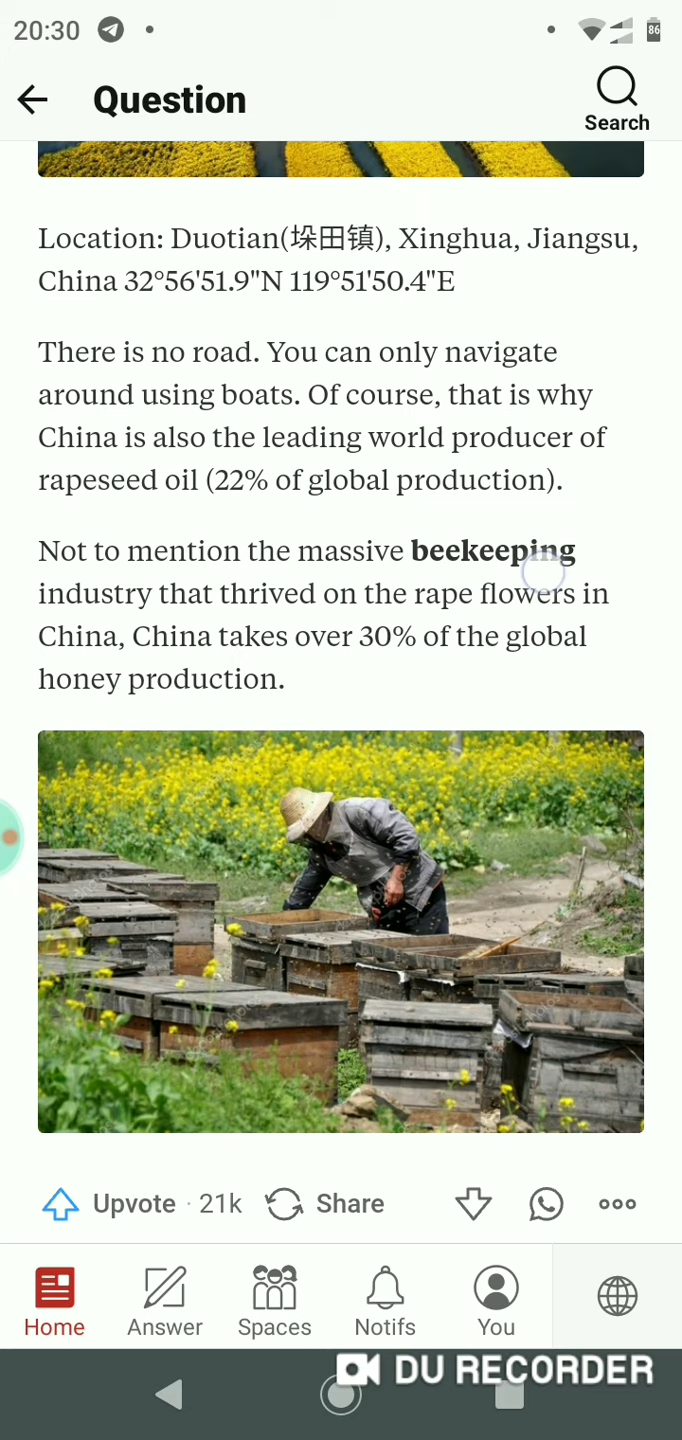 20:30
86
Question
Search
Location: Duotian(垛田镇), Xinghua, Jiangsu,
China 32°56'51.9"N 119°51'50.4"E
There is no road. You can only navigate
around using boats. Of course, that is why
China is also the leading world producer of
rapeseed oil (22% of global production).
Not to mention the massive beekeeping
industry that thrived on the rape flowers in
China, China takes over 30% of the global
honey production.
Upvote · 21k Share
Home Answer Spaces Notifs You
DU RECORDER